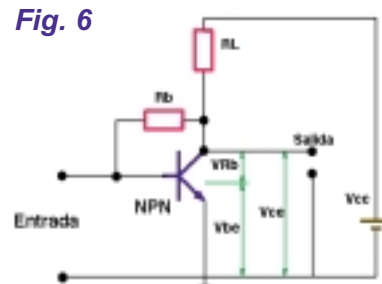 Fig. 6
RL
Rb
Salida
VRb
NPN
Vbe
Vce
Vcc
Entrada